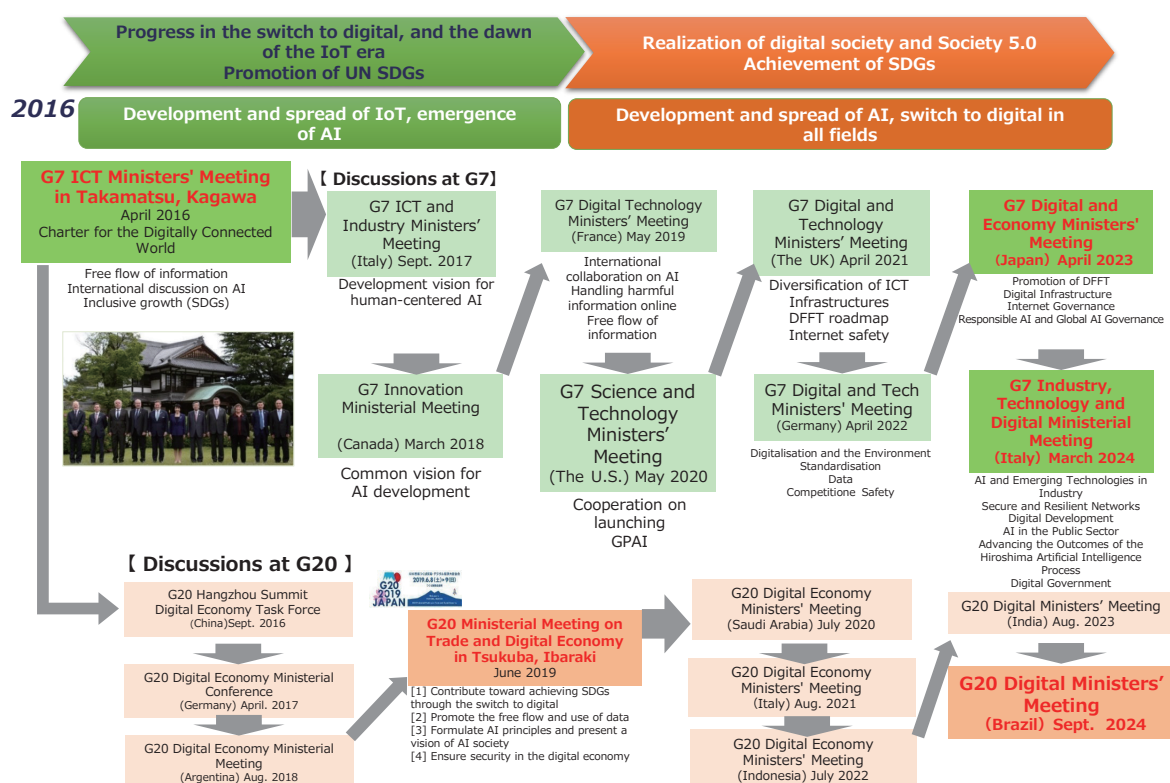 Progress in the switch to digital, and the dawn
of the IoT era
Promotion of UN SDGs
Realization of digital society and Society 5.0
Achievement of SDGs
2016
Development and spread of IoT, emergence
of AI
Development and spread of AI, switch to digital in
all fields
G7 ICT Ministers' Meeting
in Takamatsu, Kagawa
April 2016
Charter for the Digitally Connected
World
Free flow of information
International discussion on AI
Inclusive growth (SDGs)
【 Discussions at G7】
G7 ICT and
Industry Ministers’
Meeting
(Italy) Sept. 2017
Development vision for
human-centered AI
G7 Innovation
Ministerial Meeting
(Canada) March 2018
Common vision for
AI development
G7 Digital Technology
Ministers’ Meeting
(France) May 2019
International
collaboration on AI
Handling harmful
information online
Free flow of
information
G7 Science and
Technology
Ministers’
Meeting
(The U.S.) May 2020
Cooperation on
launching
GPAI
G7 Digital and
Technology
Ministers’ Meeting
(The UK) April 2021
Diversification of ICT
Infrastructures
DFFT roadmap
Internet safety
G7 Digital and Tech
Ministers' Meeting
(Germany) April 2022
Digitalisation and the Environment
Standardisation
Data
Competitione Safety
G7 Digital and
Economy Ministers'
Meeting
(Japan) April 2023
Promotion of DFFT
Digital Infrastructure
Internet Governance
Responsible AI and Global AI Governance
G7 Industry,
Technology and
Digital Ministerial
Meeting
(Italy) March 2024
AI and Emerging Technologies in
Industry
Secure and Resilient Networks
Digital Development
AI in the Public Sector
Advancing the Outcomes of the
Hiroshima Artificial Intelligence
Process
Digital Government
【 Discussions at G20 】
G20 Hangzhou Summit
Digital Economy Task Force
(China)Sept. 2016
G20 Digital Economy Ministerial
Conference
(Germany) April. 2017
G20 Digital Economy Ministerial
Meeting
(Argentina) Aug. 2018
G20
2019
JAPAN
2019.6.8(土)▸9(日)
G20 Ministerial Meeting on
Trade and Digital Economy
in Tsukuba, Ibaraki
June 2019
[1] Contribute toward achieving SDGs
through the switch to digital
[2] Promote the free flow and use of data
[3] Formulate AI principles and present a
vision of AI society
[4] Ensure security in the digital economy
G20 Digital Economy
Ministers’ Meeting
(Saudi Arabia) July 2020
G20 Digital Economy
Ministers’ Meeting
(Italy) Aug. 2021
G20 Digital Economy
Ministers’ Meeting
(Indonesia) July 2022
G20 Digital Ministers’ Meeting
(India) Aug. 2023
G20 Digital Ministers’
Meeting
(Brazil) Sept. 2024